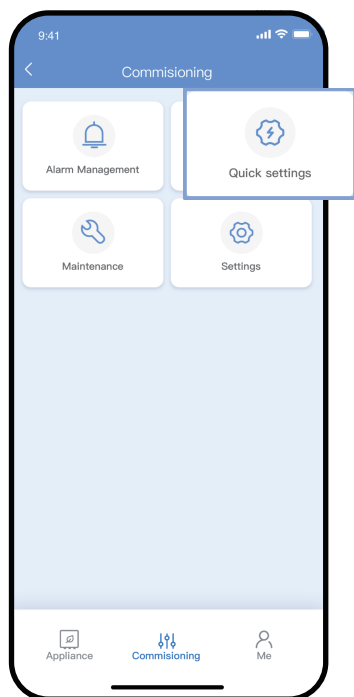 9:41
Commisioning
Alarm Management
Quick settings
Maintenance
Settings
Appliance
Commisioning
Me